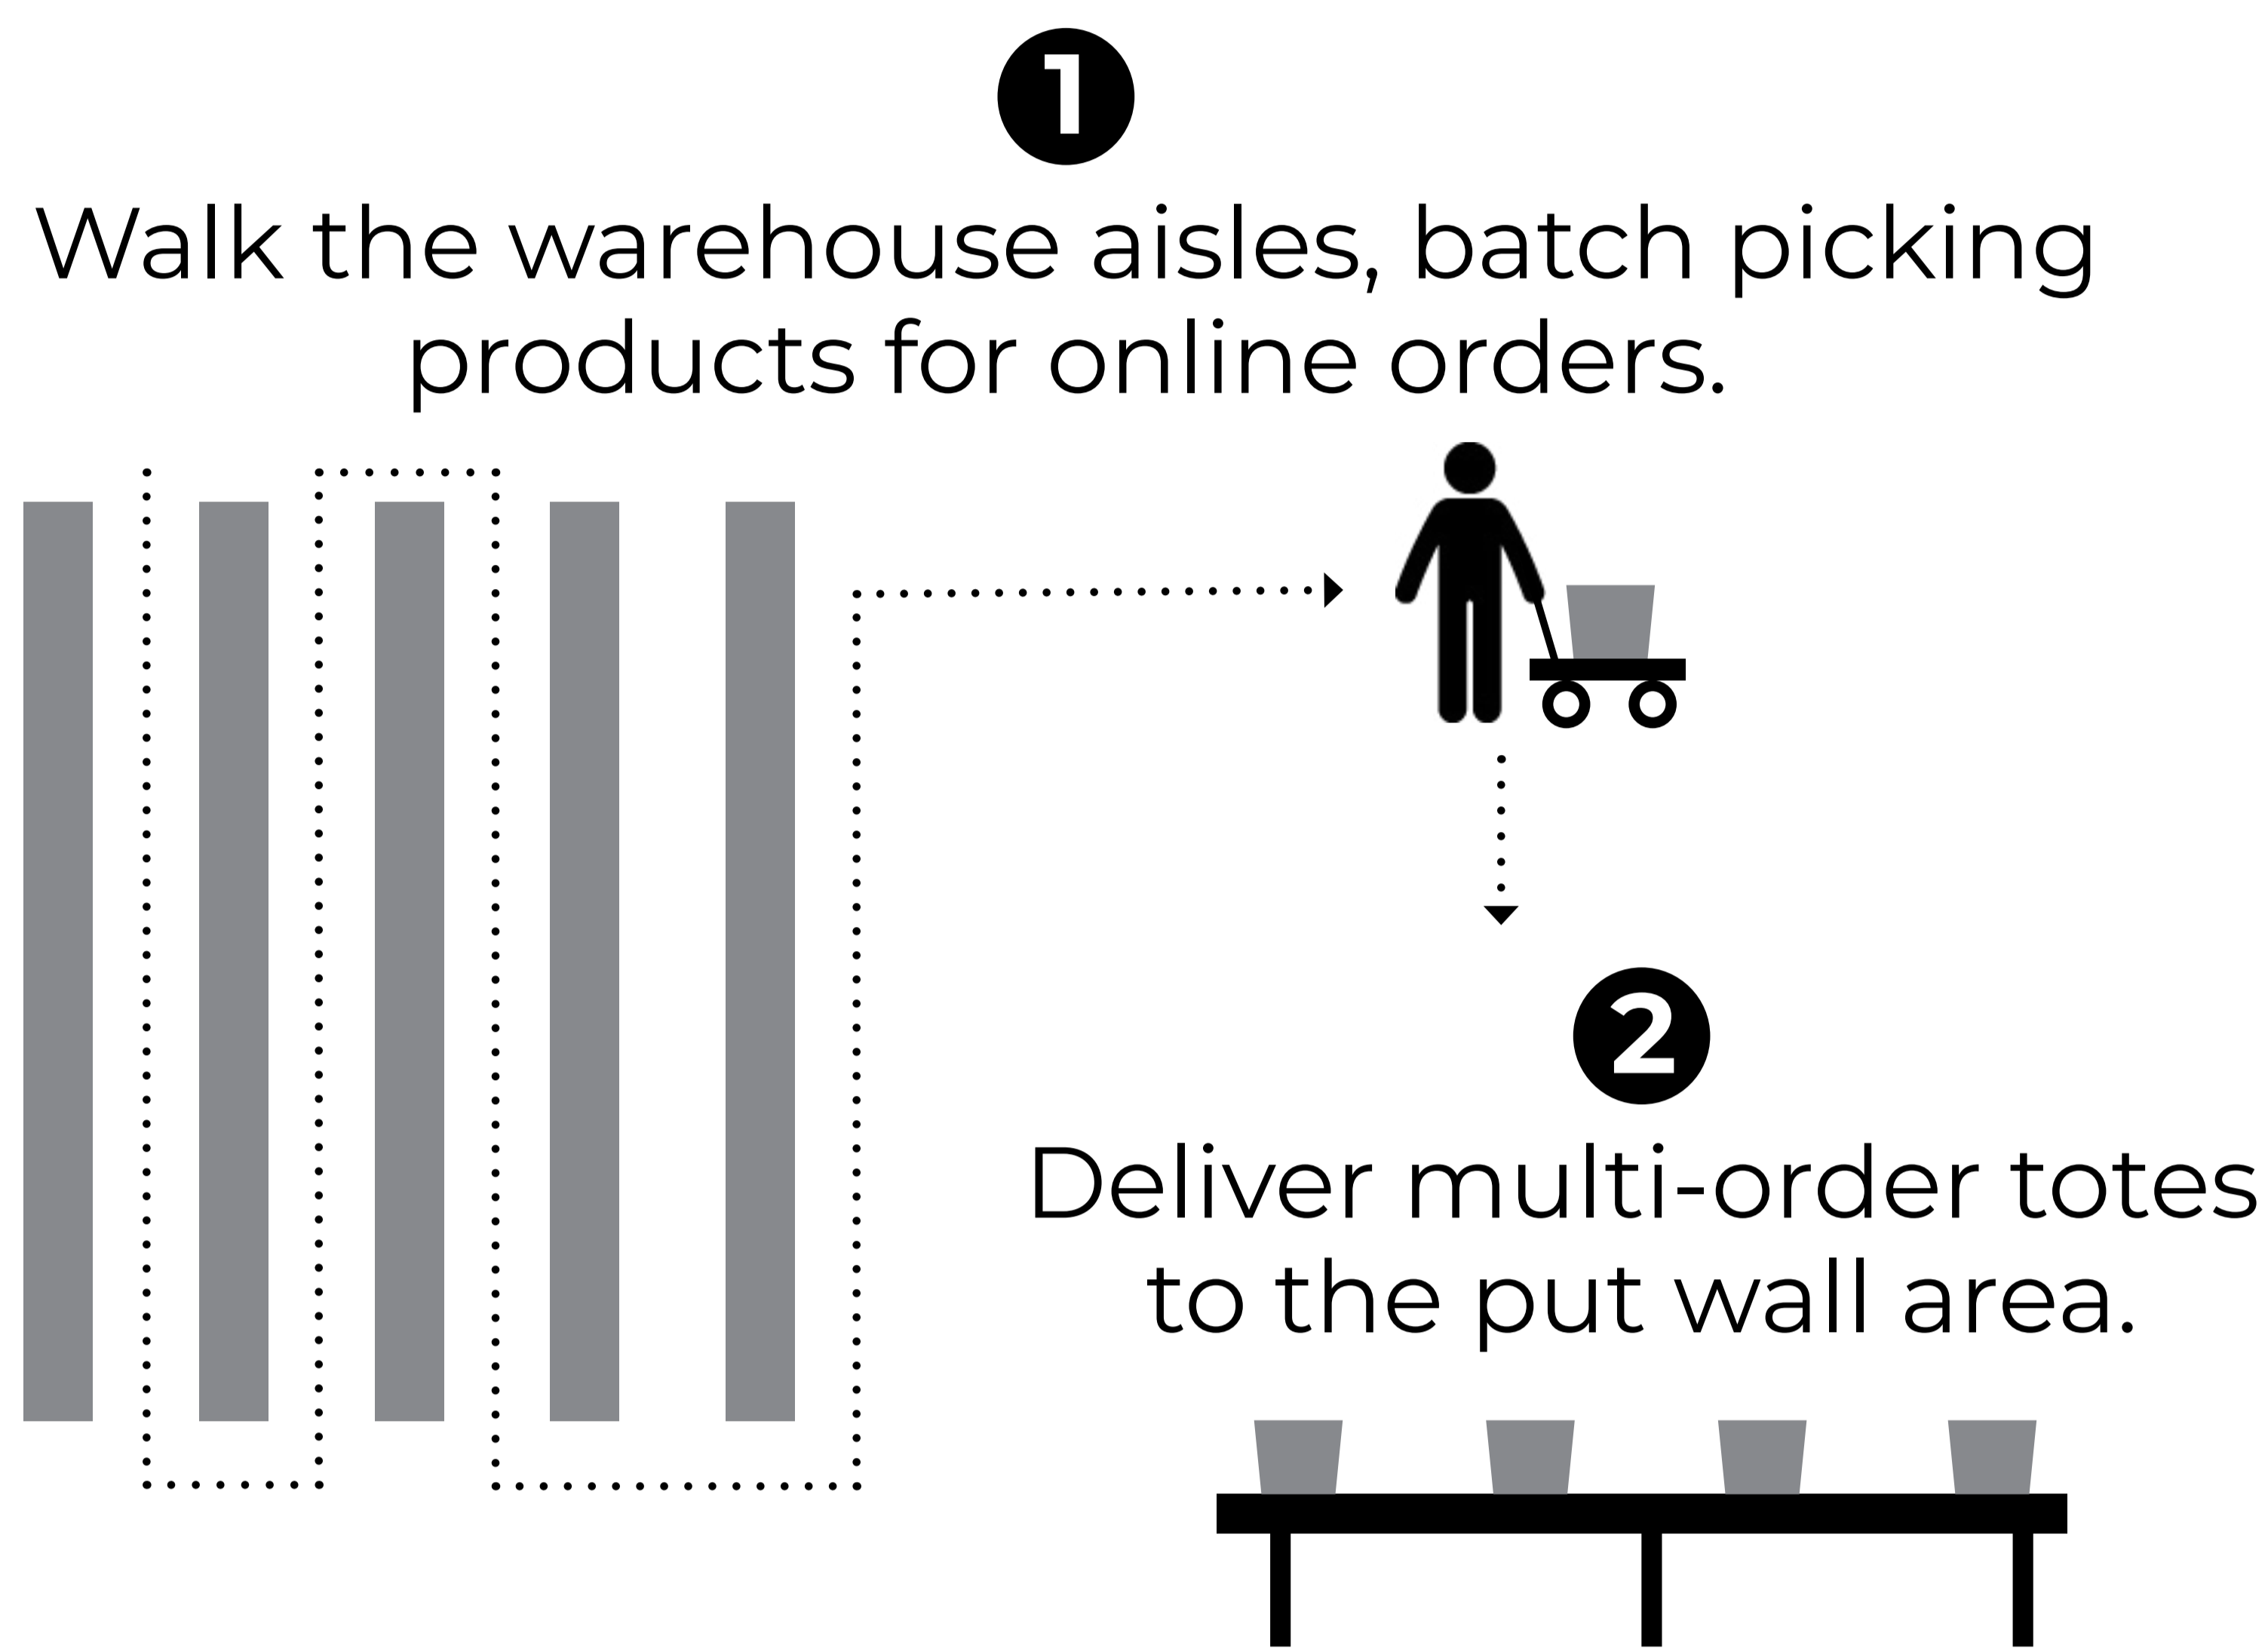 1
Walk the warehouse aisles, batch picking
products for online orders.
2
Deliver multi-order totes
to the put wall area.